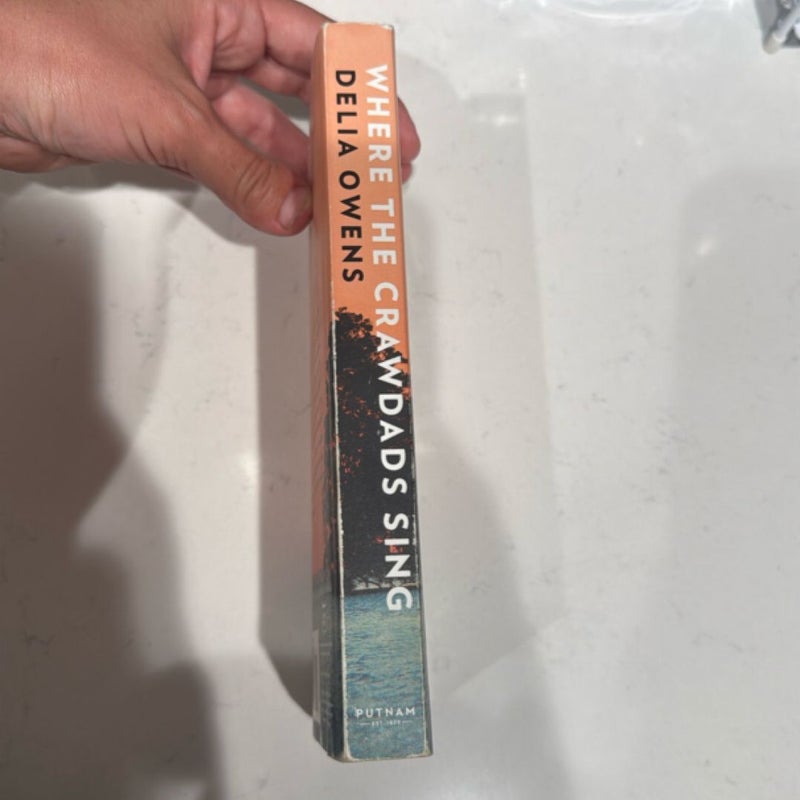 WHERE THE CRAWDADS SING
DELIA OWENS
PUTNAM